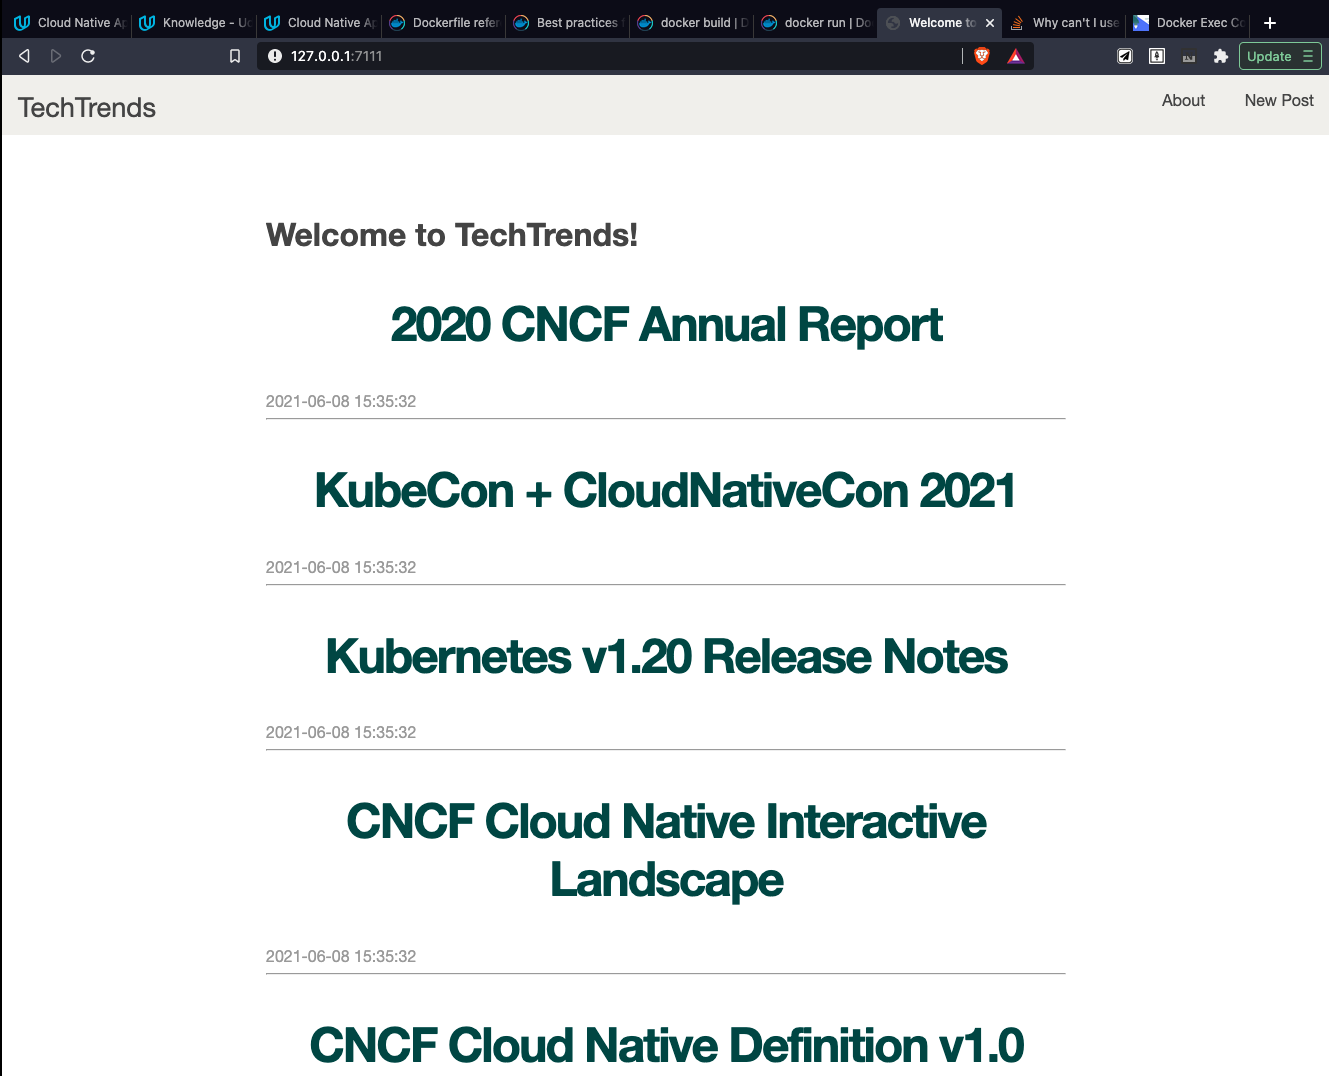 Cloud Native Ap
Knowledge - Ud
Cloud Native Ap
Dockerfile refer
Best practices f
docker build | D
docker run | Do
Welcome to
Why can't I use
Docker Exec Co
127.0.0.1:7111
Update
TechTrends
About
New Post
Welcome to TechTrends!
2020 CNCF Annual Report
2021-06-08 15:35:32
KubeCon + CloudNativeCon 2021
2021-06-08 15:35:32
Kubernetes v1.20 Release Notes
2021-06-08 15:35:32
CNCF Cloud Native Interactive
Landscape
2021-06-08 15:35:32
CNCF Cloud Native Definition v1.0